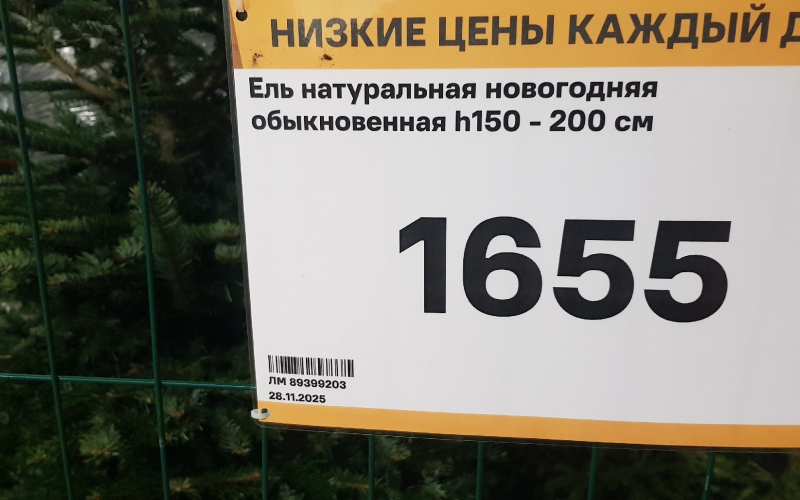 НИЗКИЕ ЦЕНЫ КАЖДЫЙ
Ель натуральная новогодняя
обыкновенная h150 - 200 см
1655
ЛМ 89399203
28.11.2025